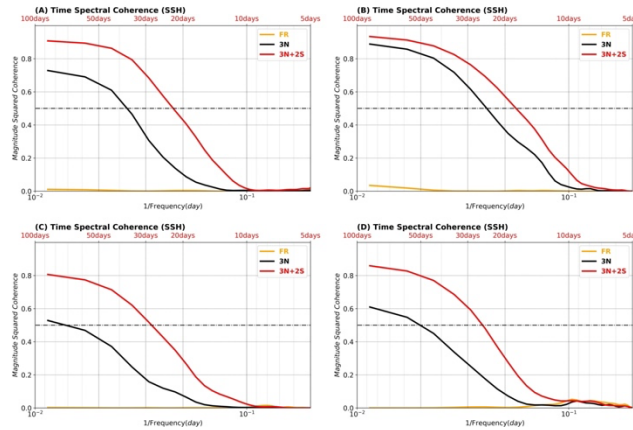 (A) Time Spectral Coherence (SSH)
100days 50days 30days 20days 10days 5days
Magnitude Squared Coherence
1.0
0.8
0.6
0.4
0.2
0.0
FR
3N
3N+2S
10-2 10-1
1/Frequency(day)
(B) Time Spectral Coherence (SSH)
100days 50days 30days 20days 10days 5da
Magnitude Squared Coherence
1.0
0.8
0.6
0.4
0.2
0.0
FR
3N
3N+2S
10-2 10-1
1/Frequency(day)
(C) Time Spectral Coherence (SSH)
100days 50days 30days 20days 10days 5days
Magnitude Squared Coherence
1.0
0.8
0.6
0.4
0.2
0.0
FR
3N
3N+2S
10-2 10-1
1/Frequency(day)
(D) Time Spectral Coherence (SSH)
100days 50days 30days 20days 10days 5da
Magnitude Squared Coherence
1.0
0.8
0.6
0.4
0.2
0.0
FR
3N
3N+2S
10-2 10-1
1/Frequency(day)